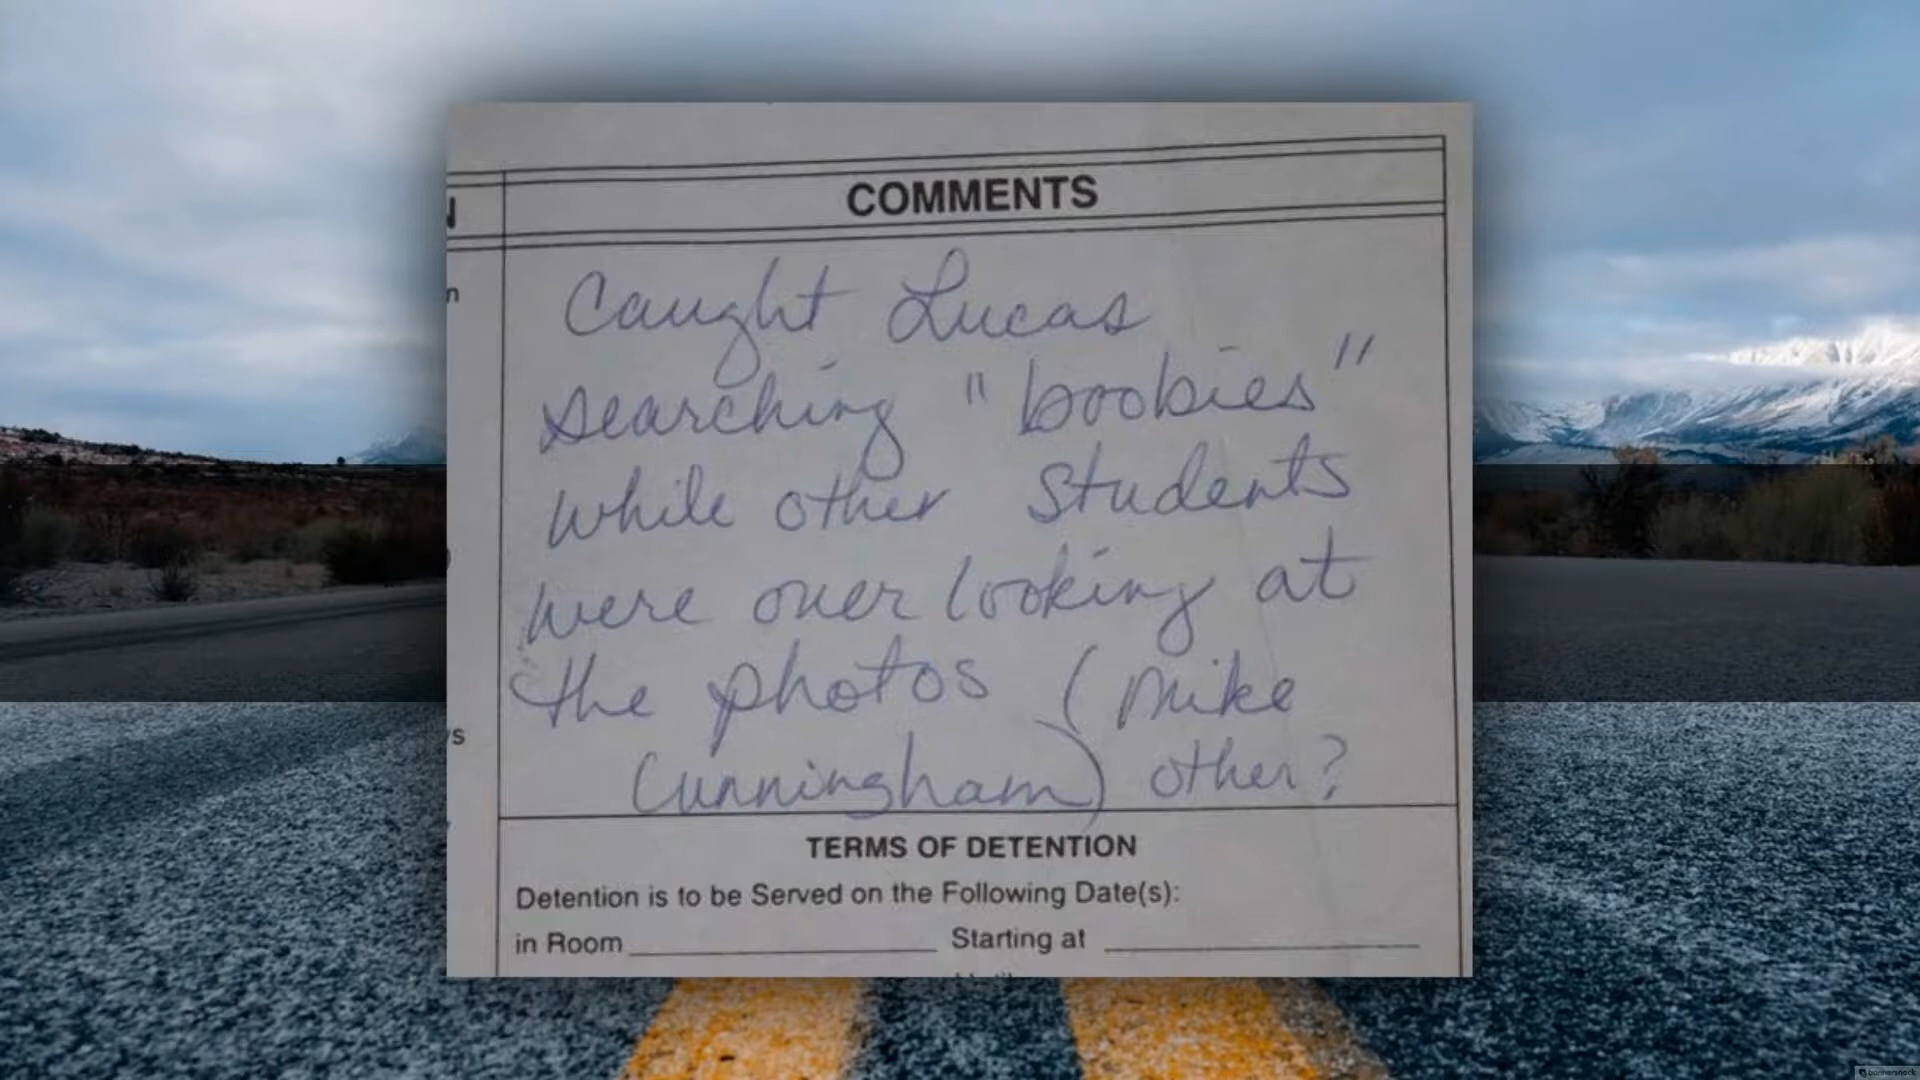 N
COMMENTS
n
Caught Lucas
searching "boobies"
while other students
were over looking at
the photos (Mike
Cunningham) other?
s
TERMS OF DETENTION
Detention is to be Served on the Following Date(s):
in Room Starting at
bannersnack